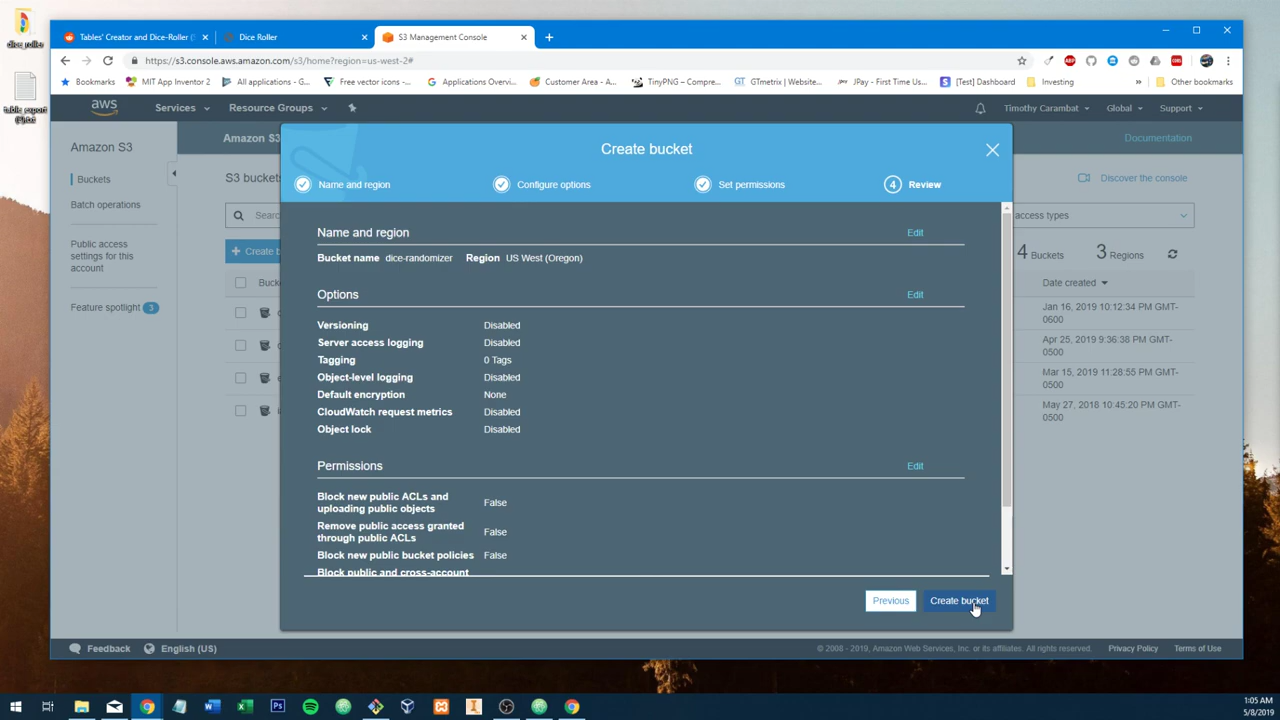 dice_roller
table_export
(5).txt
Tables' Creator and Dice-Roller (
Dice Roller
S3 Management Console
https://s3.console.aws.amazon.com/s3/home?region=us-west-2#
Bookmarks
MIT App Inventor 2
All applications - G...
Free vector icons -...
Applications Overvi...
Customer Area - A...
TinyPNG – Compre...
GTmetrix | Website...
JPay - First Time U...
[Test] Dashboard
Investing
»
Other bookmarks
aws
Services
Resource Groups
Timothy Carambat
Global
Support
Amazon S3
Amazon S3
Documentation
Create bucket
Buckets
Batch operations
Public access
settings for this
account
Feature spotlight 3
S3 buckets
Discover the console
Search
access types
+ Create b
4 Buckets
3 Regions
Bucke
Date created
Jan 16, 2019 10:12:34 PM GMT-
0600
Apr 25, 2019 9:36:38 PM GMT-
0500
Mar 15, 2019 11:28:55 PM GMT-
0500
May 27, 2018 10:45:20 PM GMT-
0500
Name and region
Configure options
Set permissions
4 Review
Name and region
Edit
Bucket name dice-randomizer Region US West (Oregon)
Options
Edit
Versioning Disabled
Server access logging Disabled
Tagging 0 Tags
Object-level logging Disabled
Default encryption None
CloudWatch request metrics Disabled
Object lock Disabled
Permissions
Edit
Block new public ACLs and
uploading public objects False
Remove public access granted
through public ACLs False
Block new public bucket policies False
Block public and cross-account
Previous
Create bucket
Feedback
English (US)
© 2008 - 2019, Amazon Web Services, Inc. or its affiliates. All rights reserved.
Privacy Policy
Terms of Use
1:05 AM
5/8/2019